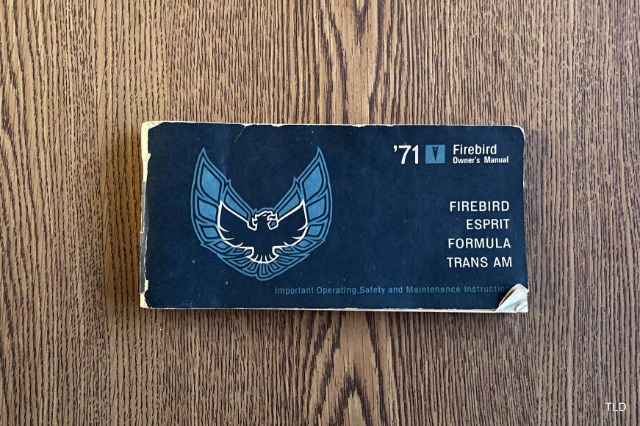 '71 Firebird
Owner's Manual
FIREBIRD
ESPRIT
FORMULA
TRANS AM
Important Operating, Safety and Maintenance
TLD